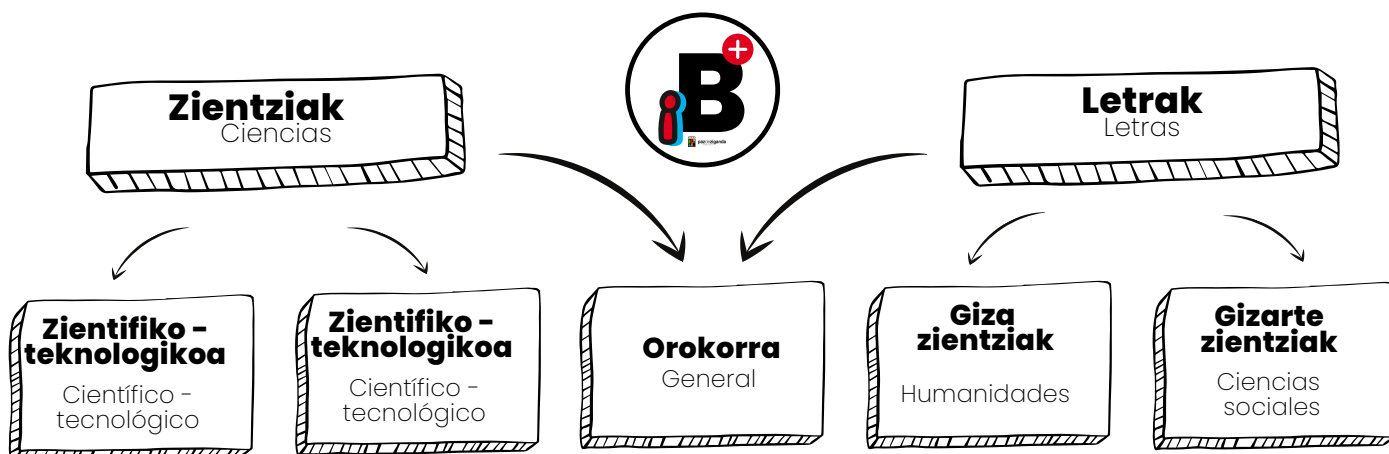 Zientziak
Ciencias
B
Letrak
Letras
Zientifiko -
teknologikoa
Científico -
tecnológico
Zientifiko -
teknologikoa
Científico -
tecnológico
Orokorra
General
Giza
zientziak
Humanidades
Gizarte
zientziak
Ciencias
sociales